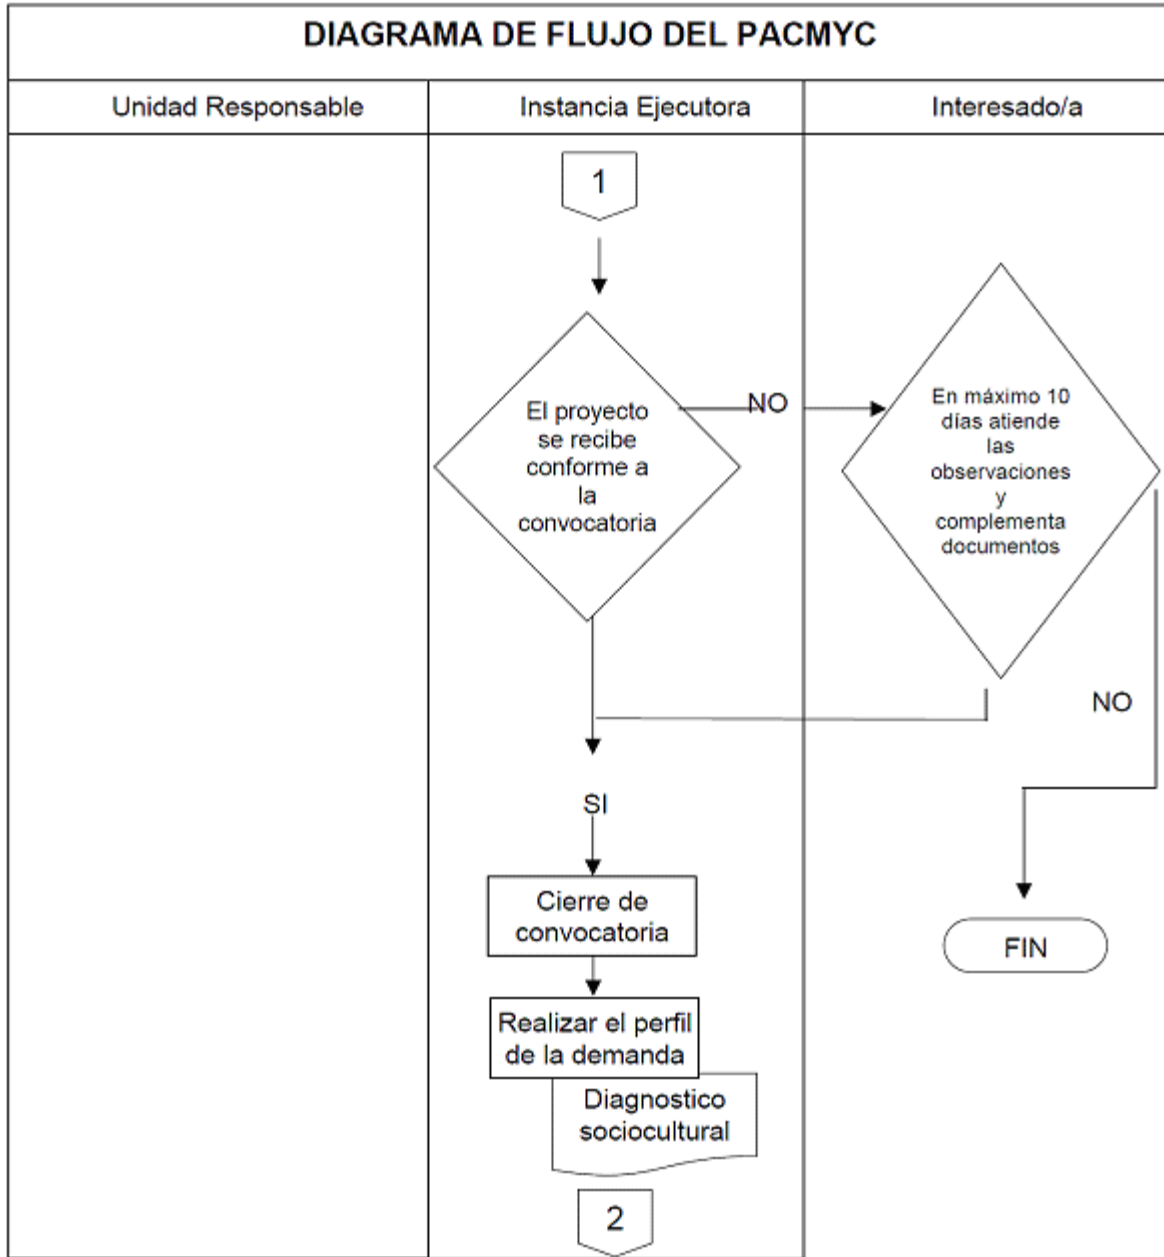 DIAGRAMA DE FLUJO DEL PACMYC
Unidad Responsable
Instancia Ejecutora
Interesado/a
1
El proyecto
se recibe
conforme a
la
convocatoria
NO
En máximo 10
días atiende
las
observaciones
y
complementa
documentos
NO
SI
Cierre de
convocatoria
FIN
Realizar el perfil
de la demanda
Diagnostico
sociocultural
2